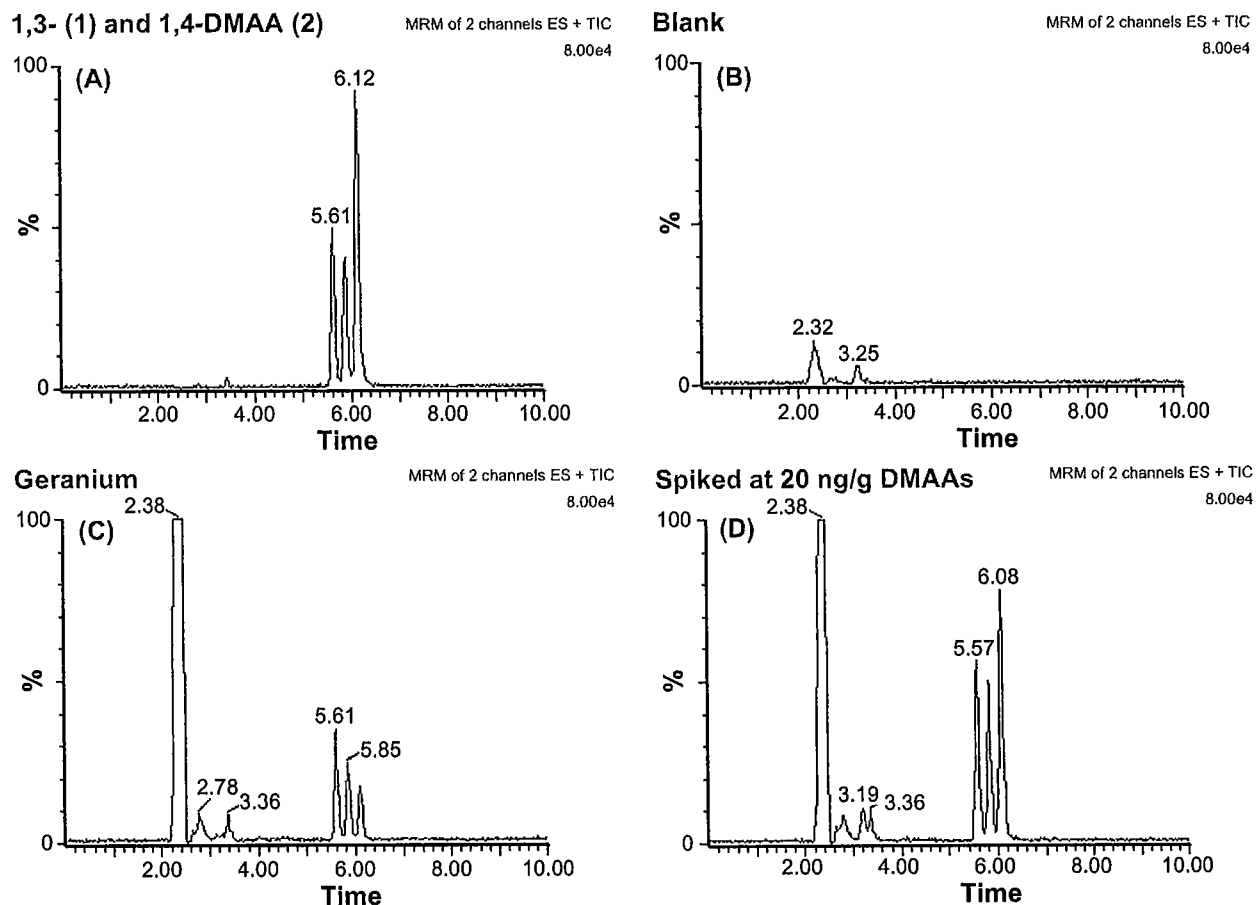 1,3- (1) and 1,4-DMAA (2)
MRM of 2 channels ES + TIC
8.00e4
100
(A)
6.12
5.61
%
0
2.00
4.00
6.00
8.00
10.00
Time
Blank
MRM of 2 channels ES + TIC
8.00e4
100
(B)
2.32
3.25
%
0
2.00
4.00
6.00
8.00
10.00
Time
Geranium
MRM of 2 channels ES + TIC
8.00e4
2.38
100
(C)
5.61
5.85
2.78
3.36
%
0
2.00
4.00
6.00
8.00
10.00
Time
Spiked at 20 ng/g DMAAs
MRM of 2 channels ES + TIC
8.00e4
2.38
100
(D)
6.08
5.57
3.19
3.36
%
0
2.00
4.00
6.00
8.00
10.00
Time